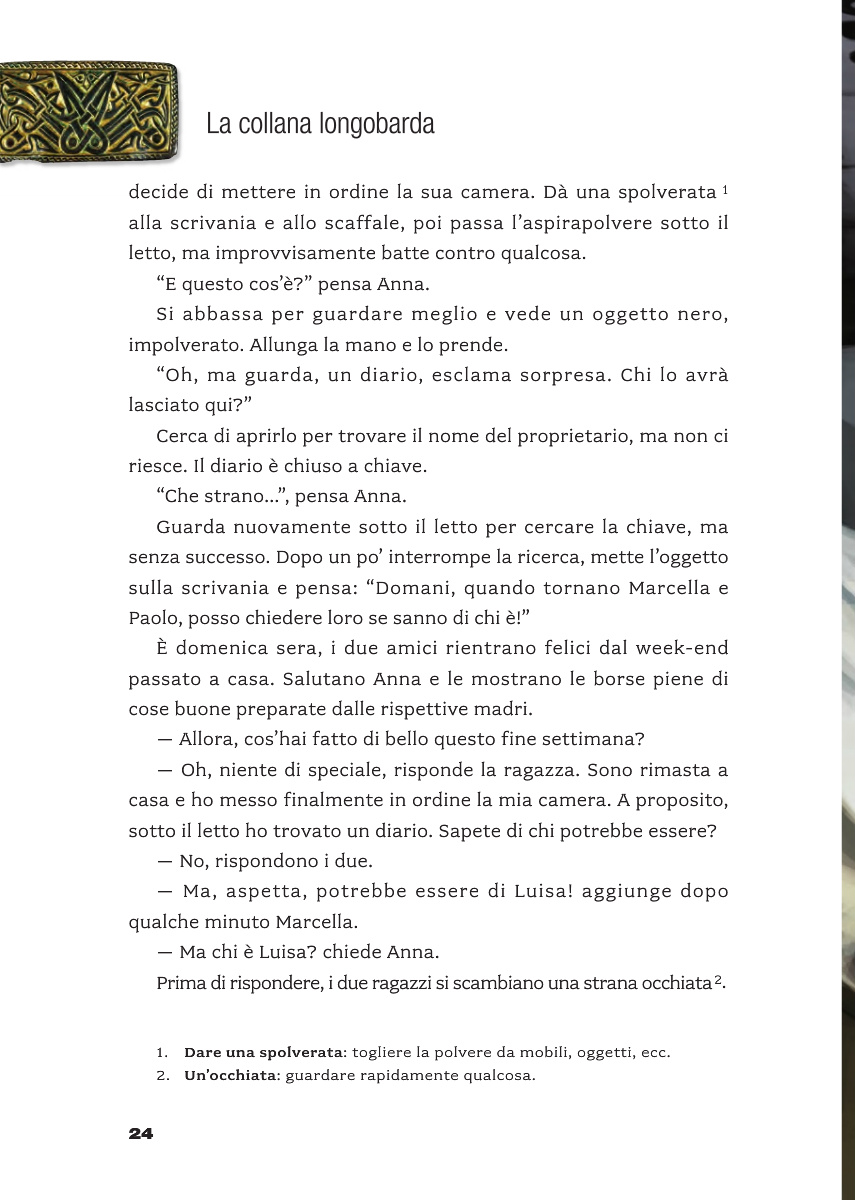 La collana longobarda
decide di mettere in ordine la sua camera. Dà una spolverata 1
alla scrivania e allo scaffale, poi passa l’aspirapolvere sotto il
letto, ma improvvisamente batte contro qualcosa.
“E questo cos’è?” pensa Anna.
Si abbassa per guardare meglio e vede un oggetto nero,
impolverato. Allunga la mano e lo prende.
“Oh, ma guarda, un diario, esclama sorpresa. Chi lo avrà
lasciato qui?”
Cerca di aprirlo per trovare il nome del proprietario, ma non ci
riesce. Il diario è chiuso a chiave.
“Che strano...”, pensa Anna.
Guarda nuovamente sotto il letto per cercare la chiave, ma
senza successo. Dopo un po’ interrompe la ricerca, mette l’oggetto
sulla scrivania e pensa: “Domani, quando tornano Marcella e
Paolo, posso chiedere loro se sanno di chi è!”
È domenica sera, i due amici rientrano felici dal week-end
passato a casa. Salutano Anna e le mostrano le borse piene di
cose buone preparate dalle rispettive madri.
— Allora, cos’hai fatto di bello questo fine settimana?
— Oh, niente di speciale, risponde la ragazza. Sono rimasta a
casa e ho messo finalmente in ordine la mia camera. A proposito,
sotto il letto ho trovato un diario. Sapete di chi potrebbe essere?
— No, rispondono i due.
— Ma, aspetta, potrebbe essere di Luisa! aggiunge dopo
qualche minuto Marcella.
— Ma chi è Luisa? chiede Anna.
Prima di rispondere, i due ragazzi si scambiano una strana occhiata 2.
1. Dare una spolverata: togliere la polvere da mobili, oggetti, ecc.
2. Un’occhiata: guardare rapidamente qualcosa.
24